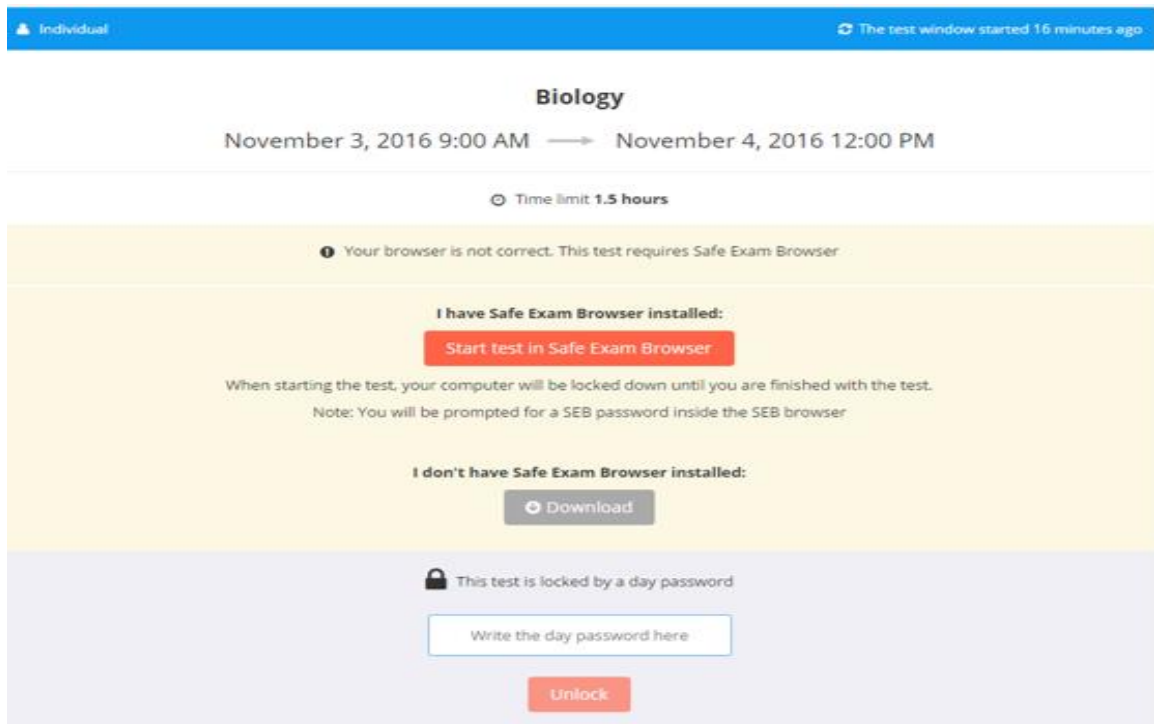 Individual
The test window started 16 minutes ago
Biology
November 3, 2016 9:00 AM November 4, 2016 12:00 PM
Time limit 1.5 hours
Your browser is not correct. This test requires Safe Exam Browser
I have Safe Exam Browser installed:
Start test in Safe Exam Browser
When starting the test, your computer will be locked down until you are finished with the test.
Note: You will be prompted for a SEB password inside the SEB browser
I don't have Safe Exam Browser installed:
Download
This test is locked by a day password
Write the day password here
Unlock